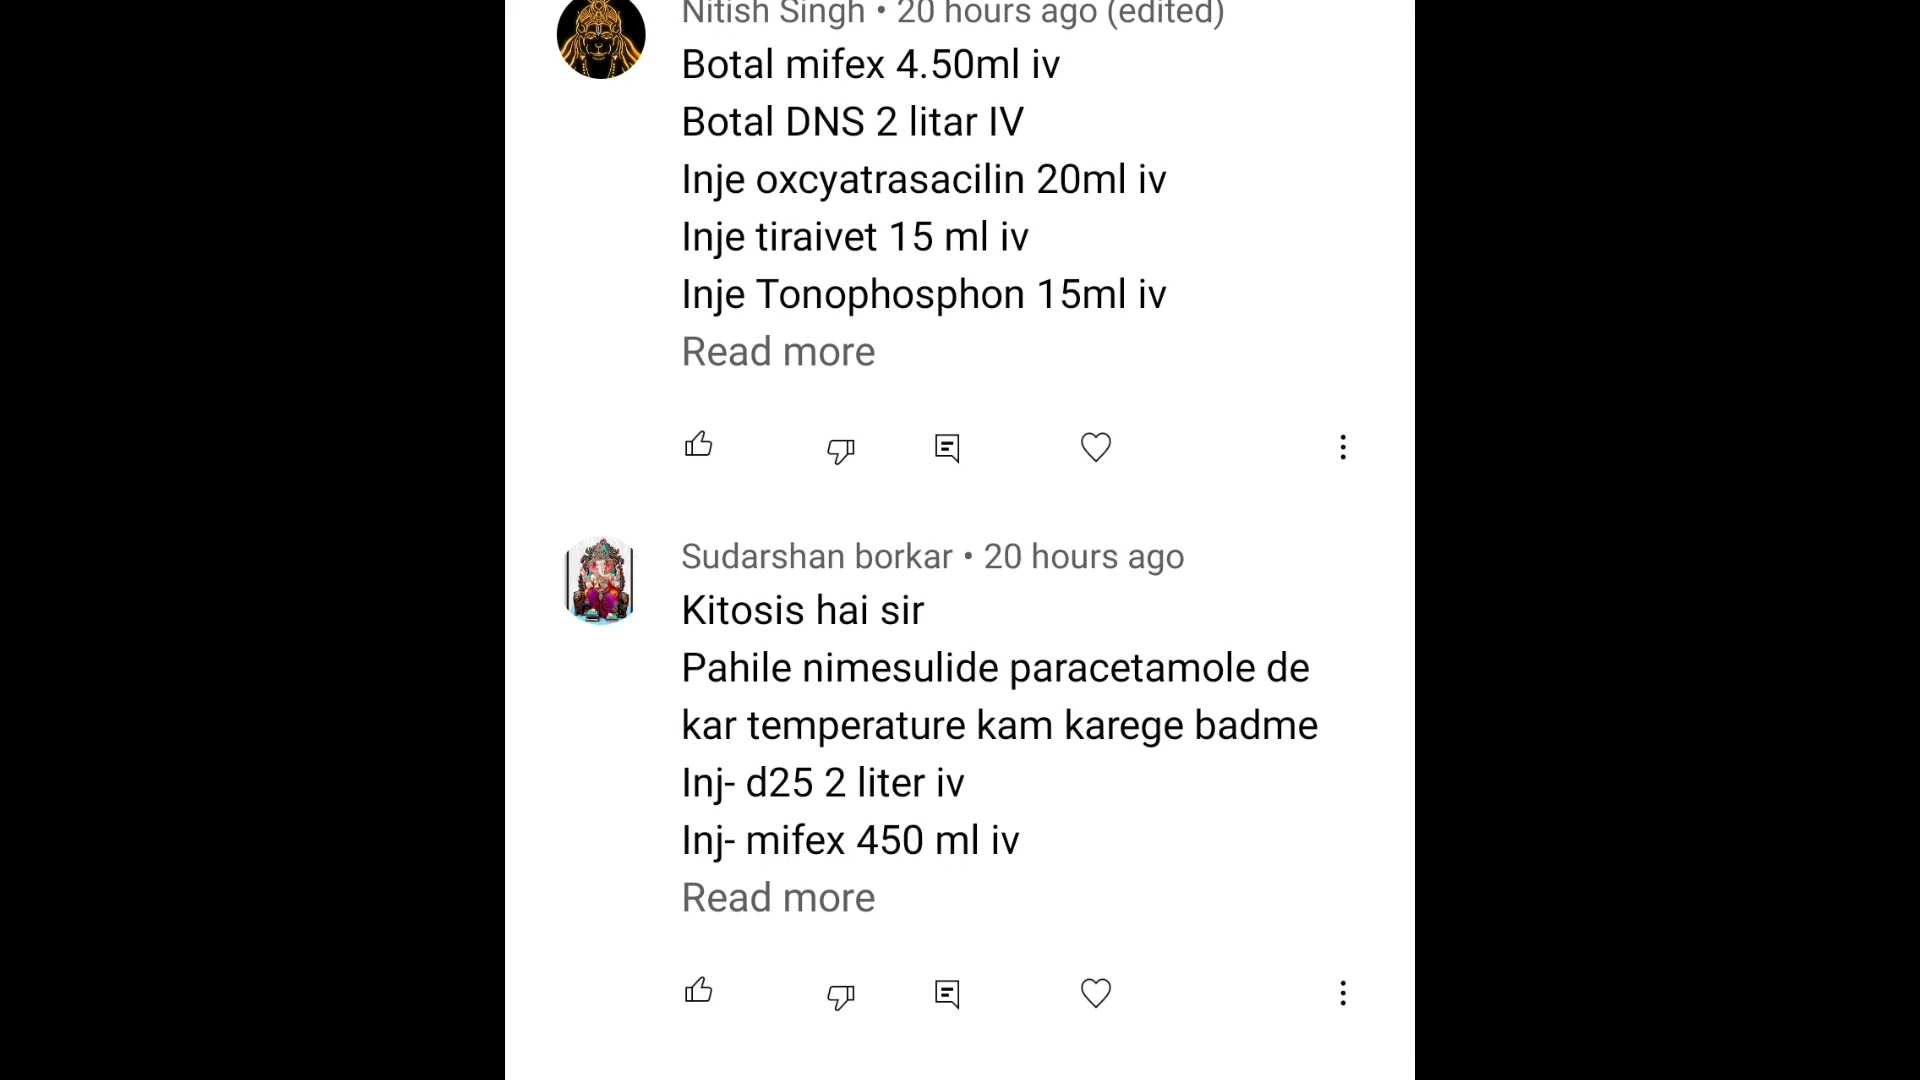 Nitish Singh • 20 hours ago (edited)
Botal mifex 4.50ml iv
Botal DNS 2 litar IV
Inje oxcyatrasacilin 20ml iv
Inje tiraivet 15 ml iv
Inje Tonophosphon 15ml iv
Read more
Sudarshan borkar • 20 hours ago
Kitosis hai sir
Pahile nimesulide paracetamole de
kar temperature kam karege badme
Inj- d25 2 liter iv
Inj- mifex 450 ml iv
Read more